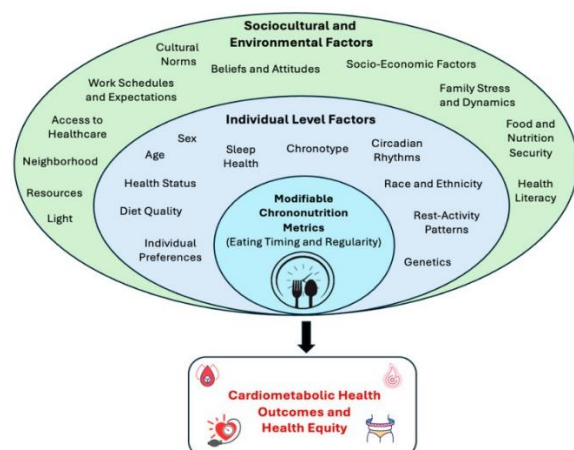 Sociocultural and
Environmental Factors
Cultural
Norms
Beliefs and Attitudes
Socio-Economic Factors
Work Schedules
and Expectations
Family Stress
and Dynamics
Access to
Healthcare
Food and
Nutrition
Security
Neighborhood
Resources
Health
Literacy
Light
Individual Level Factors
Sex
Age
Sleep
Health
Chronotype
Circadian
Rhythms
Health Status
Race and Ethnicity
Diet Quality
Rest-Activity
Patterns
Individual
Preferences
Genetics
Modifiable
Chrononutrition
Metrics
(Eating Timing and Regularity)
Cardiometabolic Health
Outcomes and
Health Equity